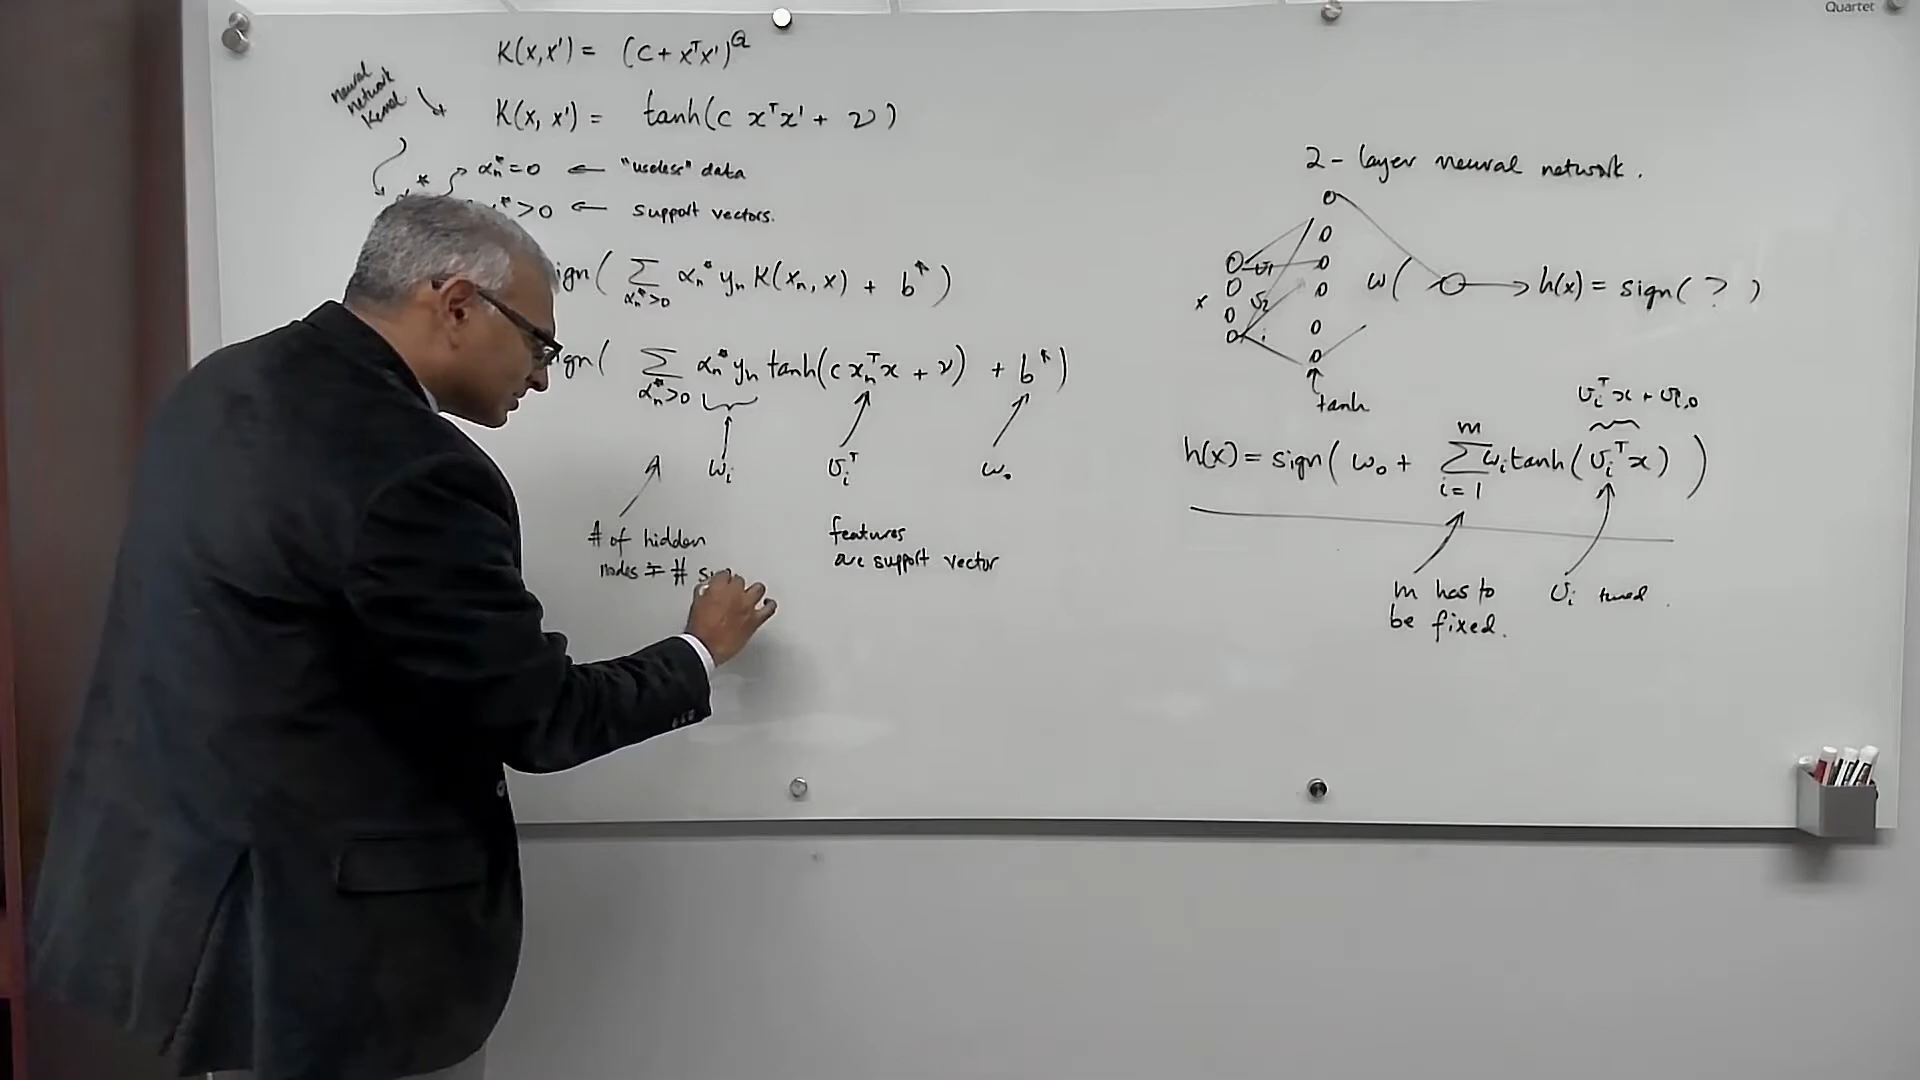 Quartet
K(x,x') = (c + xᵀx')^Q
neural
network
kernel
K(x, x') = tanh(c xᵀx' + ν)
αₙ* = 0 ← "useless" data
* > 0 ← support vectors.
ign( Σ αₙ* yₙ K(xₙ, x) + b* )
αₙ* > 0
ign( Σ αₙ* yₙ tanh(c xₙᵀx + ν) + b* )
αₙ* > 0
wᵢ vᵢᵀ w₀
# of hidden
nodes = # su
features
are support vector
2 - layer neural network.
x v₁ v₂ w( → h(x) = sign( ? )
tanh
vᵢᵀx + vᵢ,₀
h(x) = sign( w₀ + Σ wᵢ tanh( vᵢᵀx ) )
m
i = 1
m has to
be fixed.
vᵢ tuned.